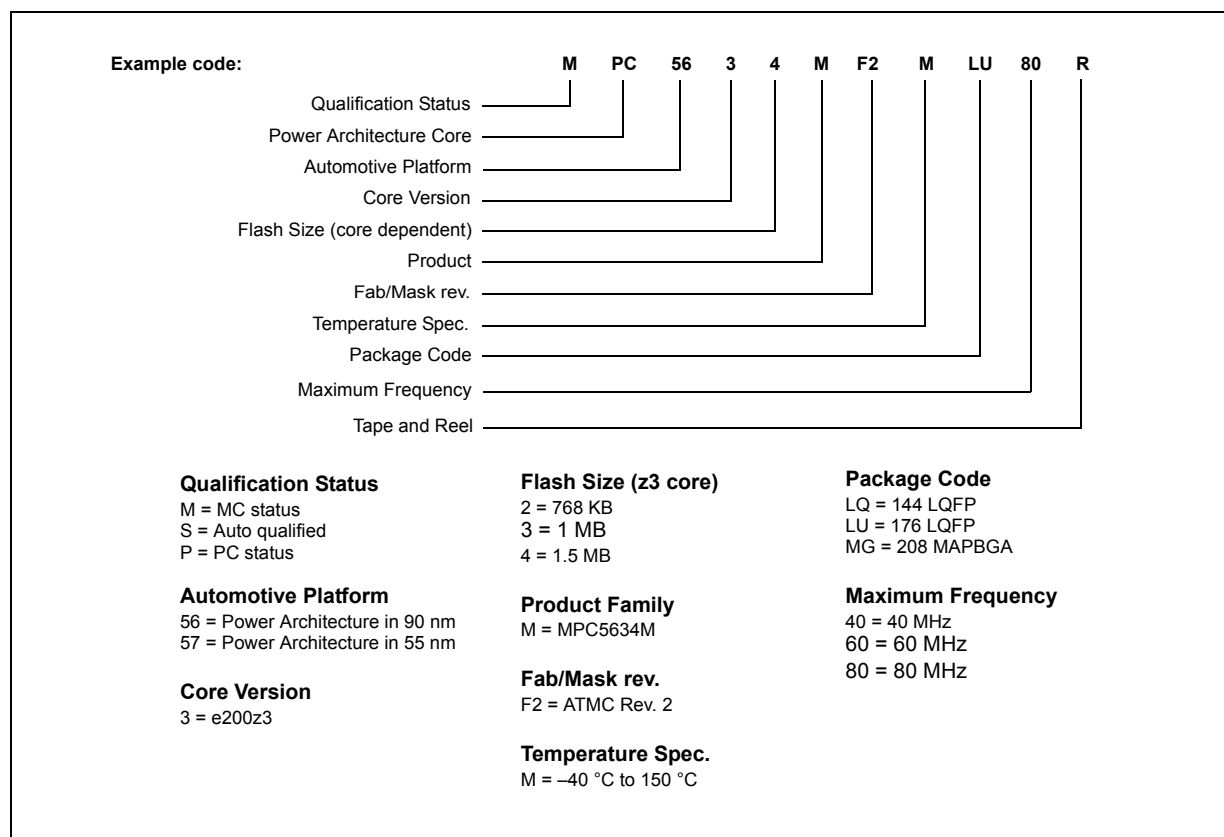 Example code: M PC 56 3 4 M F2 M LU 80 R
Qualification Status
Power Architecture Core
Automotive Platform
Core Version
Flash Size (core dependent)
Product
Fab/Mask rev.
Temperature Spec.
Package Code
Maximum Frequency
Tape and Reel
Qualification Status
M = MC status
S = Auto qualified
P = PC status
Automotive Platform
56 = Power Architecture in 90 nm
57 = Power Architecture in 55 nm
Core Version
3 = e200z3
Flash Size (z3 core)
2 = 768 KB
3 = 1 MB
4 = 1.5 MB
Product Family
M = MPC5634M
Fab/Mask rev.
F2 = ATMC Rev. 2
Temperature Spec.
M = –40 °C to 150 °C
Package Code
LQ = 144 LQFP
LU = 176 LQFP
MG = 208 MAPBGA
Maximum Frequency
40 = 40 MHz
60 = 60 MHz
80 = 80 MHz